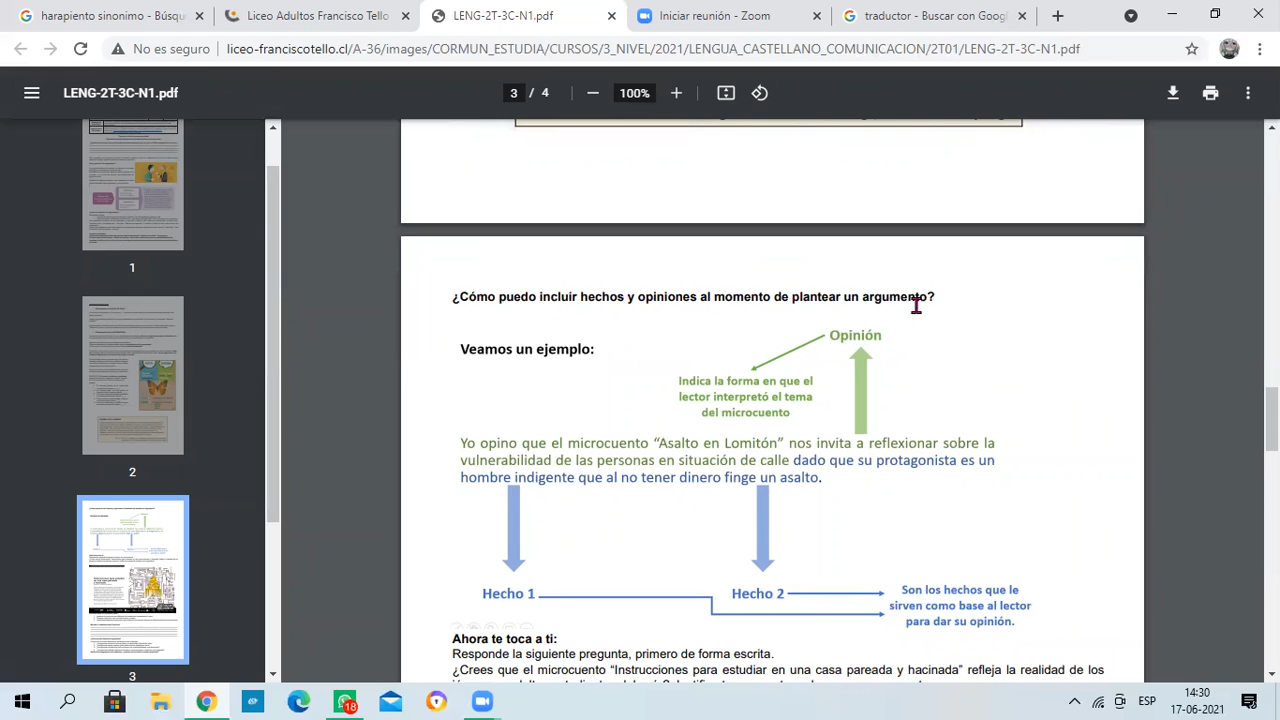 harapiento sinonimo - Búsqu
Liceo Adultos Francisco Tello
LENG-2T-3C-N1.pdf
Iniciar reunión - Zoom
traductor - Buscar con Goog
No es seguro
liceo-franciscotello.cl/A-36/images/CORMUN_ESTUDIA/CURSOS/3_NIVEL/2021/LENGUA_CASTELLANO_COMUNICACION/2T01/LENG-2T-3C-N1.pdf
LENG-2T-3C-N1.pdf
3 / 4
100%
1
2
3
¿Cómo puedo incluir hechos y opiniones al momento de plantear un argumento?
Opinión
Veamos un ejemplo:
Indica la forma en que el
lector interpretó el tema
del microcuento
Yo opino que el microcuento “Asalto en Lomitón” nos invita a reflexionar sobre la
vulnerabilidad de las personas en situación de calle dado que su protagonista es un
hombre indigente que al no tener dinero finge un asalto.
Hecho 1
Hecho 2
Son los hechos que le
sirven como base al lector
para dar su opinión.
Ahora te toca a ti:
Responde la siguiente pregunta, primero de forma escrita.
¿Crees que el microcuento “Instrucciones para estudiar en una casa pareada y hacinada” refleja la realidad de los
18
ESP
14:30
17-06-2021